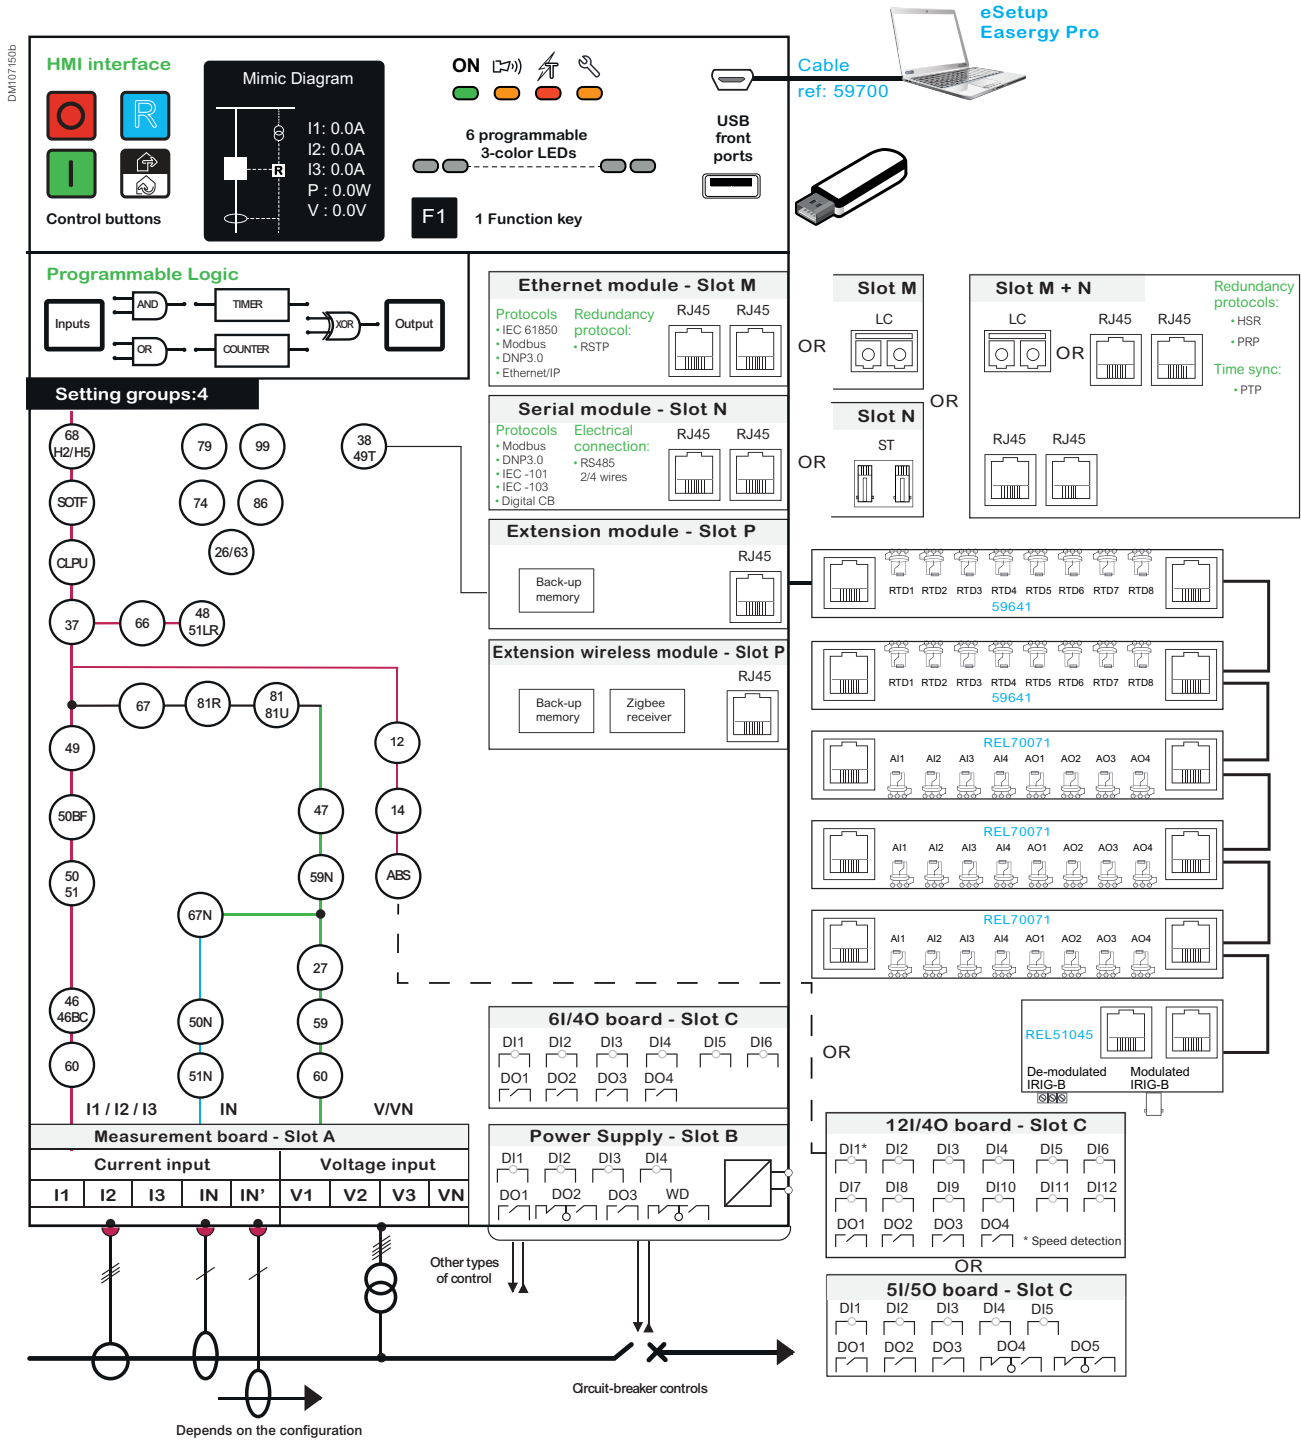 DM107150b
HMI interface
R
Control buttons
Mimic Diagram
I1: 0.0A
I2: 0.0A
I3: 0.0A
P : 0.0W
V : 0.0V
R
ON
6 programmable
3-color LEDs
F1
1 Function key
USB
front
ports
Cable
ref: 59700
eSetup
Easergy Pro
Programmable Logic
Inputs
AND
OR
TIMER
COUNTER
XOR
Output
Setting groups:4
68
H2/H5
SOTF
CLPU
37
66
48
51LR
79
99
74
86
26/63
38
49T
67
81R
81
81U
49
50BF
50
51
46
46BC
60
12
14
ABS
47
59N
67N
27
50N
59
51N
60
I1 / I2 / I3
IN
V/VN
Measurement board - Slot A
Current input
Voltage input
I1 I2 I3 IN IN' V1 V2 V3 VN
Ethernet module - Slot M
Protocols
• IEC 61850
• Modbus
• DNP3.0
• Ethernet/IP
Redundancy
protocol:
• RSTP
RJ45 RJ45
Serial module - Slot N
Protocols
• Modbus
• DNP3.0
• IEC -101
• IEC -103
• Digital CB
Electrical
connection:
• RS485
2/4 wires
RJ45 RJ45
Extension module - Slot P
Back-up
memory
RJ45
Extension wireless module - Slot P
Back-up
memory
Zigbee
receiver
RJ45
OR
Slot M
LC
OR
Slot N
ST
OR
Slot M + N
LC
OR
RJ45 RJ45
RJ45 RJ45
Redundancy
protocols:
• HSR
• PRP
Time sync:
• PTP
RTD1 RTD2 RTD3 RTD4 RTD5 RTD6 RTD7 RTD8
59641
RTD1 RTD2 RTD3 RTD4 RTD5 RTD6 RTD7 RTD8
59641
REL70071
AI1 AI2 AI3 AI4 AO1 AO2 AO3 AO4
REL70071
AI1 AI2 AI3 AI4 AO1 AO2 AO3 AO4
REL70071
AI1 AI2 AI3 AI4 AO1 AO2 AO3 AO4
REL51045
De-modulated
IRIG-B
Modulated
IRIG-B
6I/4O board - Slot C
DI1 DI2 DI3 DI4 DI5 DI6
DO1 DO2 DO3 DO4
OR
Power Supply - Slot B
DI1 DI2 DI3 DI4
DO1 DO2 DO3 WD
12I/4O board - Slot C
DI1* DI2 DI3 DI4 DI5 DI6
DI7 DI8 DI9 DI10 DI11 DI12
DO1 DO2 DO3 DO4
* Speed detection
OR
5I/5O board - Slot C
DI1 DI2 DI3 DI4 DI5
DO1 DO2 DO3 DO4 DO5
Other types
of control
Circuit-breaker controls
Depends on the configuration